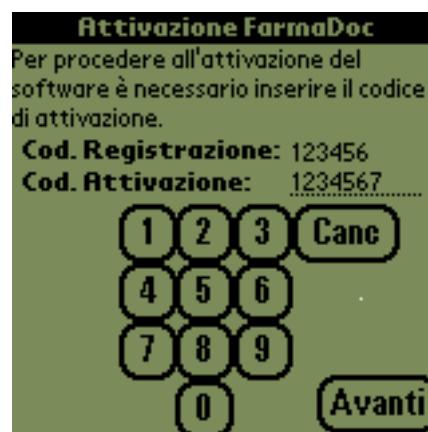 Attivazione FarmaDoc
Per procedere all'attivazione del
software è necessario inserire il codice
di attivazione.
Cod. Registrazione: 123456
Cod. Attivazione: 1234567
1 2 3 Canc
4 5 6
7 8 9
0 Avanti